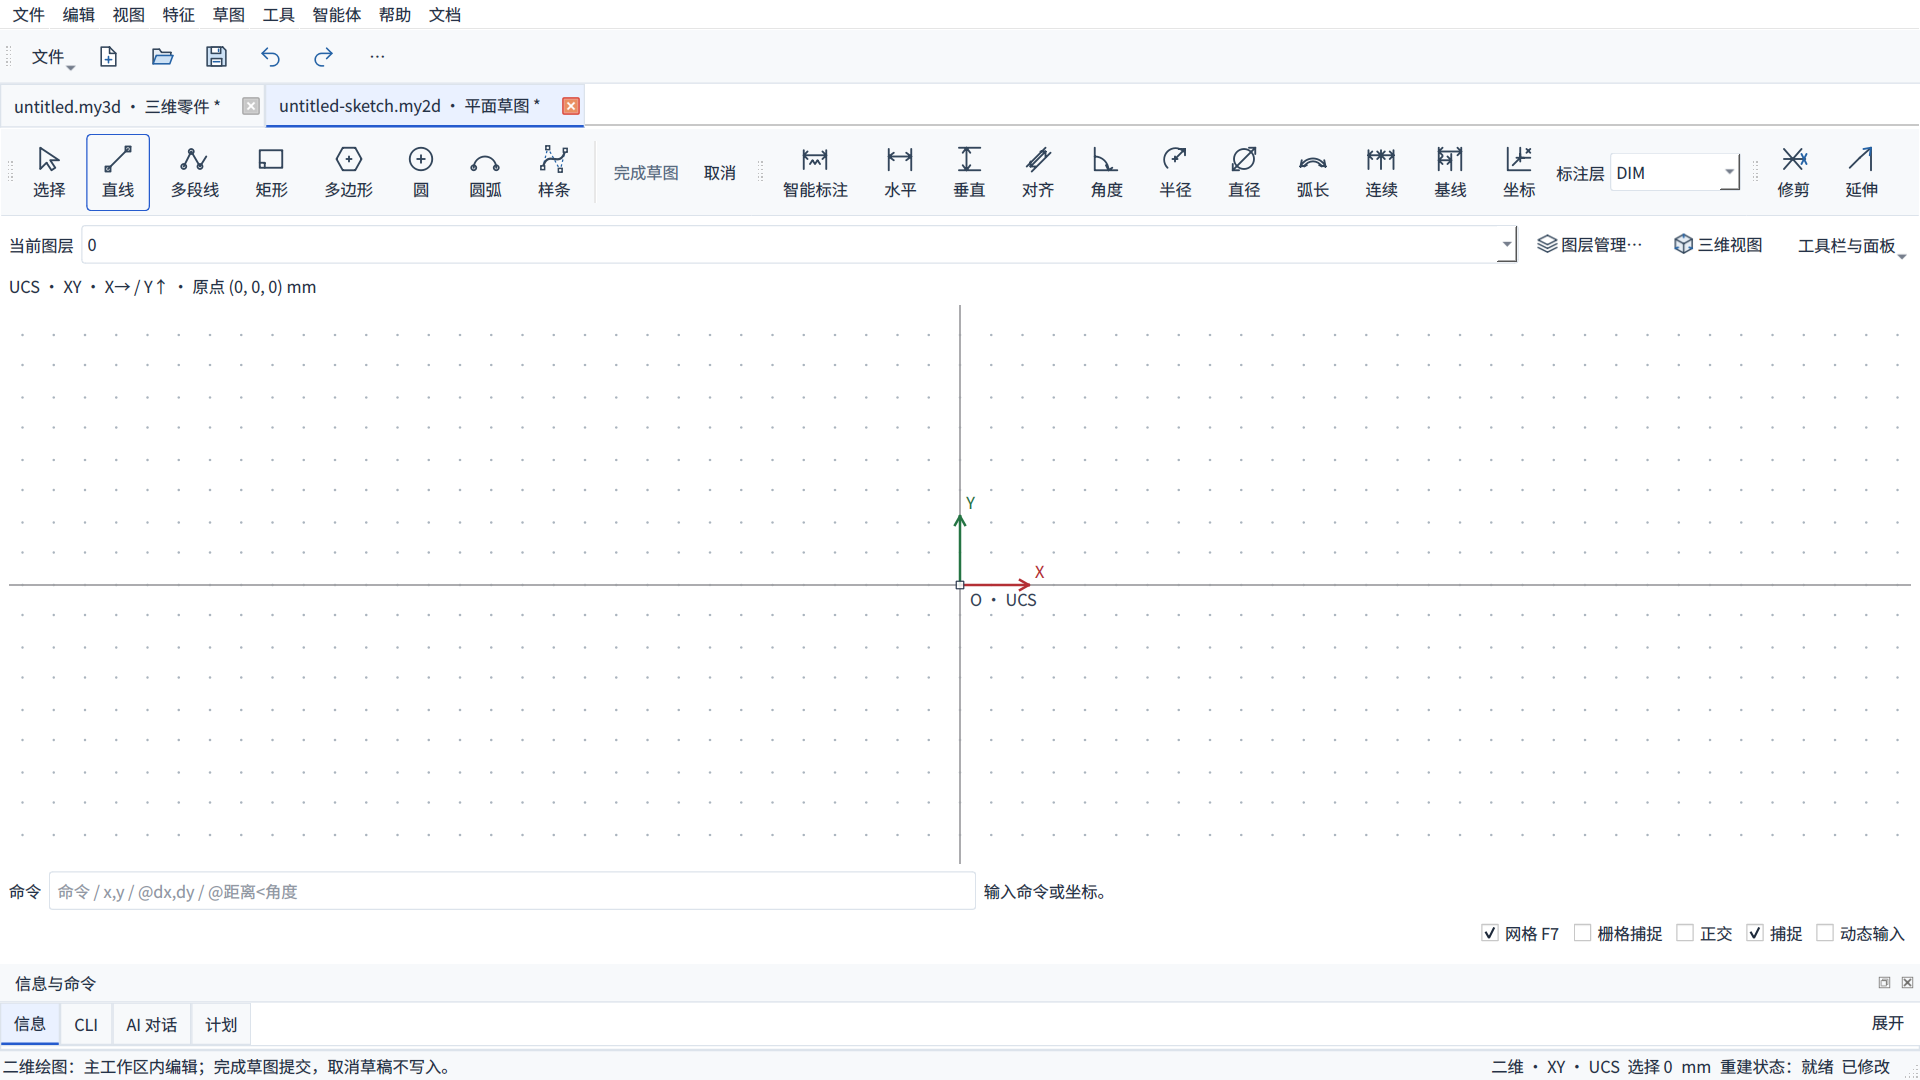 文件 编辑 视图 特征 草图 工具 智能体 帮助 文档
文件 ...
untitled.my3d • 三维零件 * untitled-sketch.my2d • 平面草图 *
选择 直线 多段线 矩形 多边形 圆 圆弧 样条 完成草图 取消 智能标注 水平 垂直 对齐 角度 半径 直径 弧长 连续 基线 坐标 标注层 DIM 修剪 延伸
当前图层 0 图层管理… 三维视图 工具栏与面板
UCS • XY • X→ / Y↑ • 原点 (0, 0, 0) mm
Y
X
O • UCS
命令 命令 / x,y / @dx,dy / @距离<角度 输入命令或坐标。
网格 F7 栅格捕捉 正交 捕捉 动态输入
信息与命令
信息 CLI AI 对话 计划 展开
二维绘图：主工作区内编辑；完成草图提交，取消草稿不写入。 二维 • XY • UCS 选择 0 mm 重建状态：就绪 已修改